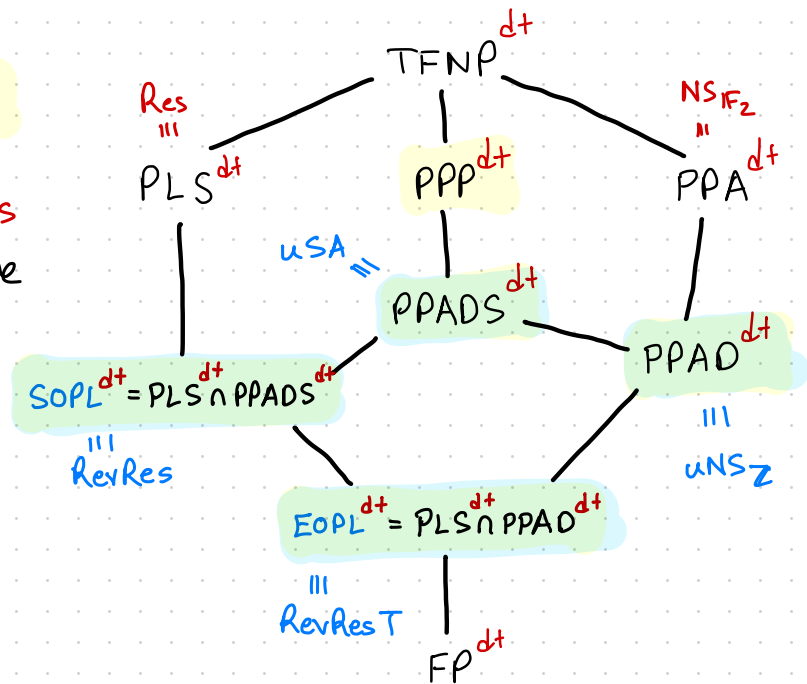 TFNP^dt
Res
|||
PLS^dt
PPP^dt
NS_F₂
|||
PPA^dt
s
e
uSA
|||
PPADS^dt
PPAD^dt
|||
uNS_ℤ
SOPL^dt = PLS^dt ∩ PPADS^dt
|||
RevRes
EOPL^dt = PLS^dt ∩ PPAD^dt
|||
RevResT
FP^dt